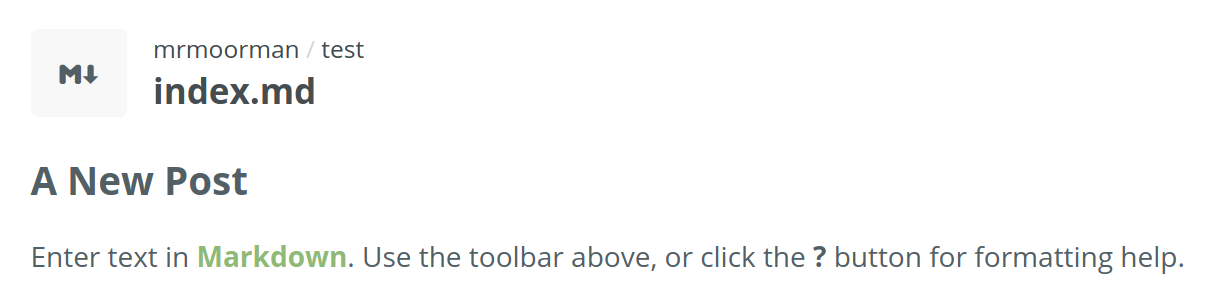 M↓
mrmoorman / test
index.md
A New Post
Enter text in Markdown. Use the toolbar above, or click the ? button for formatting help.